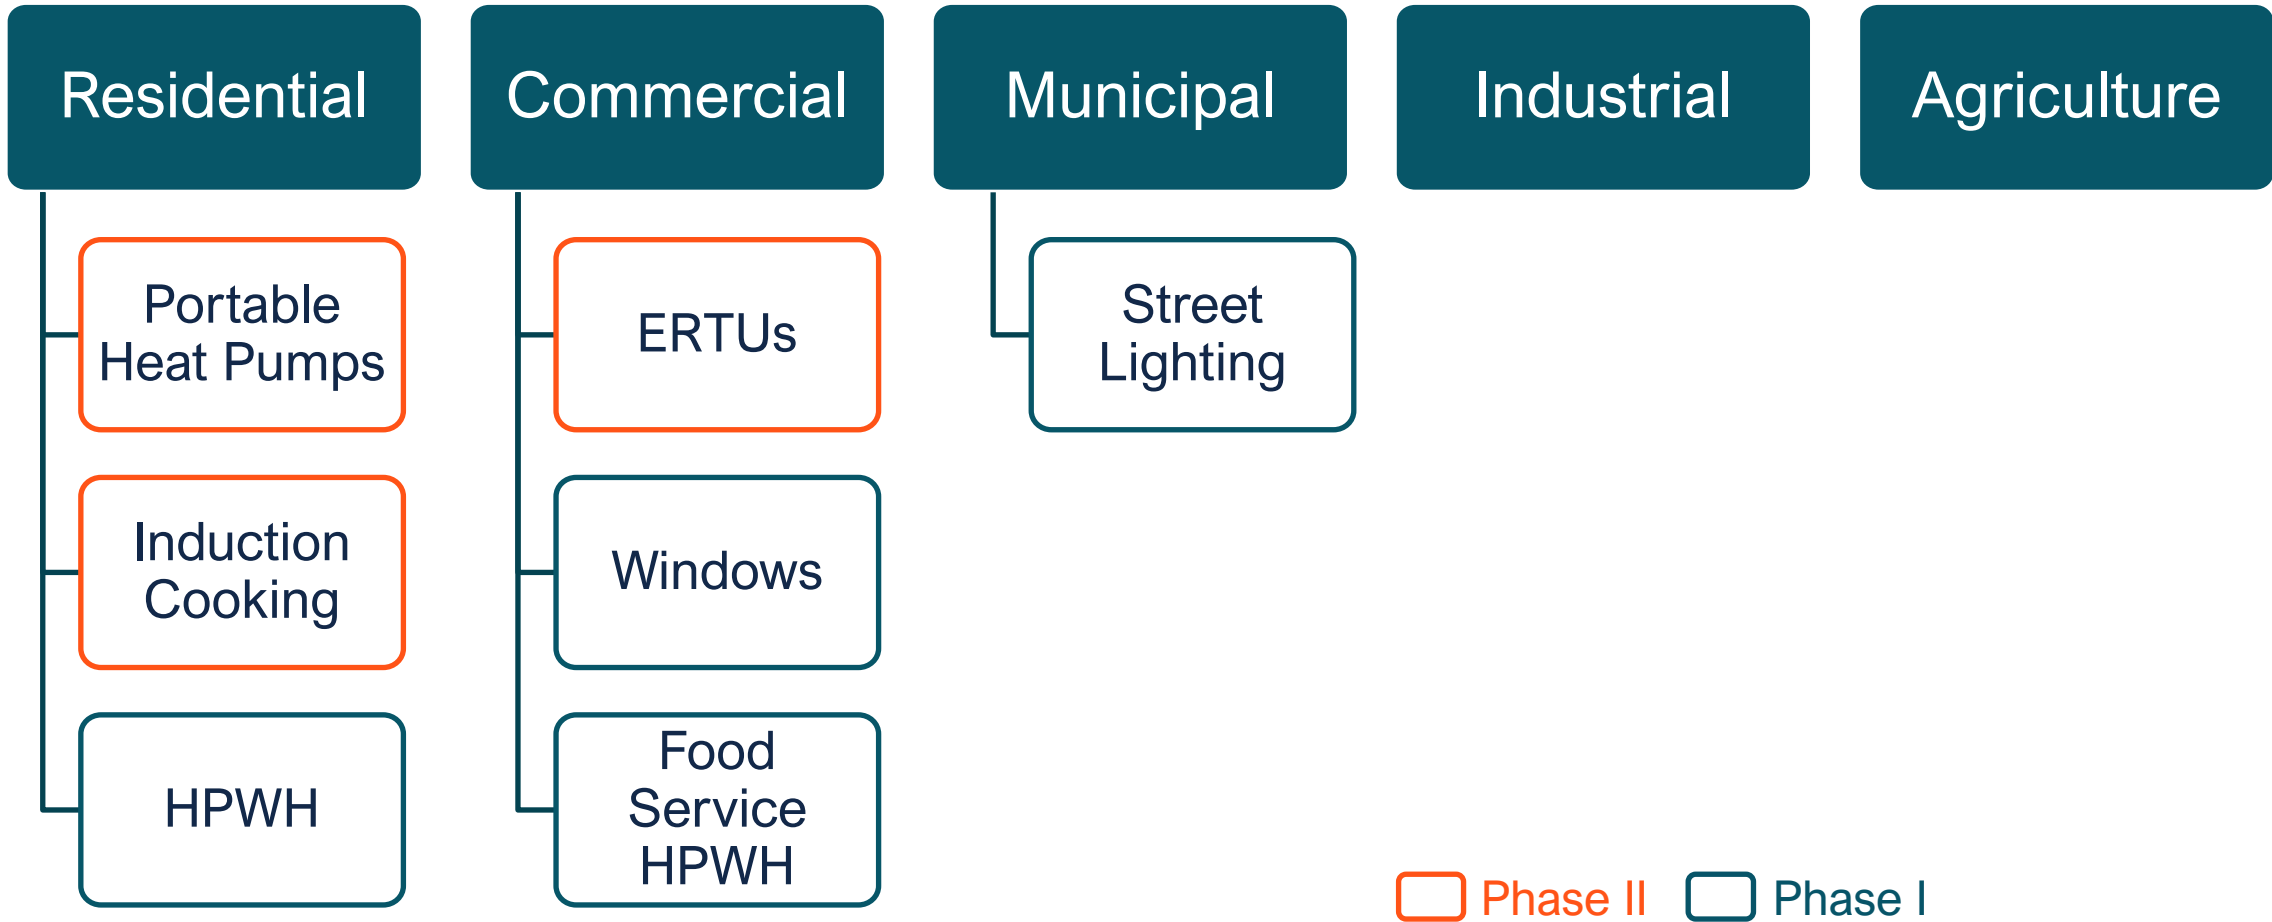 Residential
Commercial
Municipal
Industrial
Agriculture
Portable
Heat Pumps
Induction
Cooking
HPWH
ERTUs
Windows
Food
Service
HPWH
Street
Lighting
Phase II
Phase I